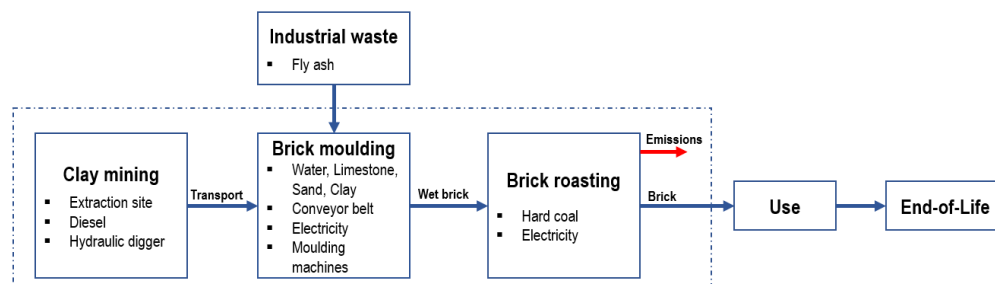 Industrial waste
▪ Fly ash
Clay mining
▪ Extraction site
▪ Diesel
▪ Hydraulic digger
Transport
Brick moulding
▪ Water, Limestone,
Sand, Clay
▪ Conveyor belt
▪ Electricity
▪ Moulding
machines
Wet brick
Brick roasting
▪ Hard coal
▪ Electricity
Emissions
Brick
Use
End-of-Life